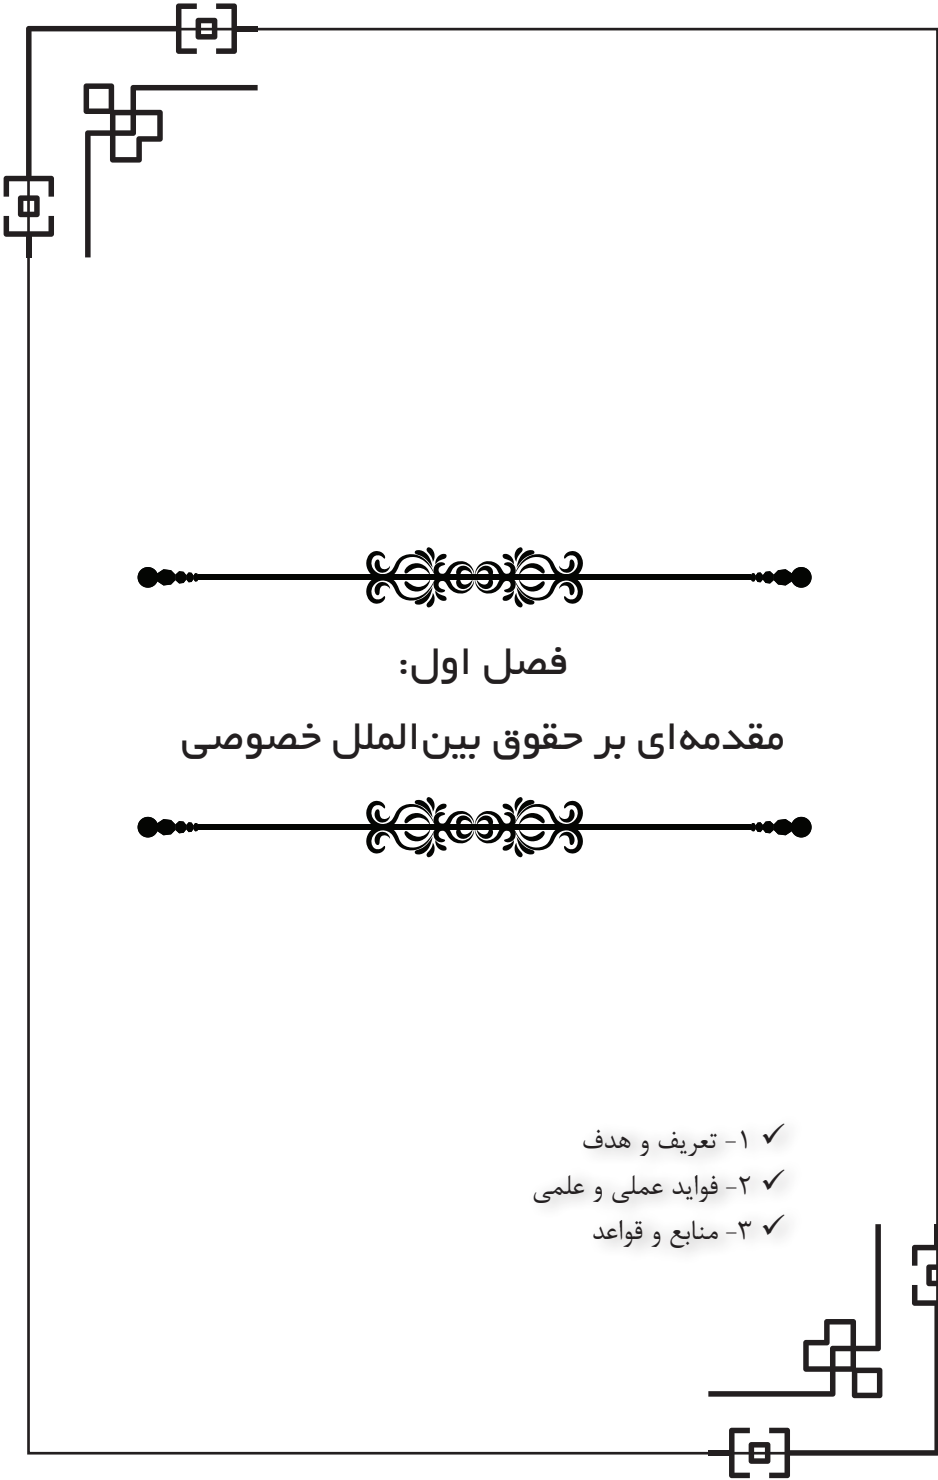 فصل اول:
مقدمه‌ای بر حقوق بین‌الملل خصوصی
✓ ۱- تعریف و هدف
✓ ۲- فواید عملی و علمی
✓ ۳- منابع و قواعد